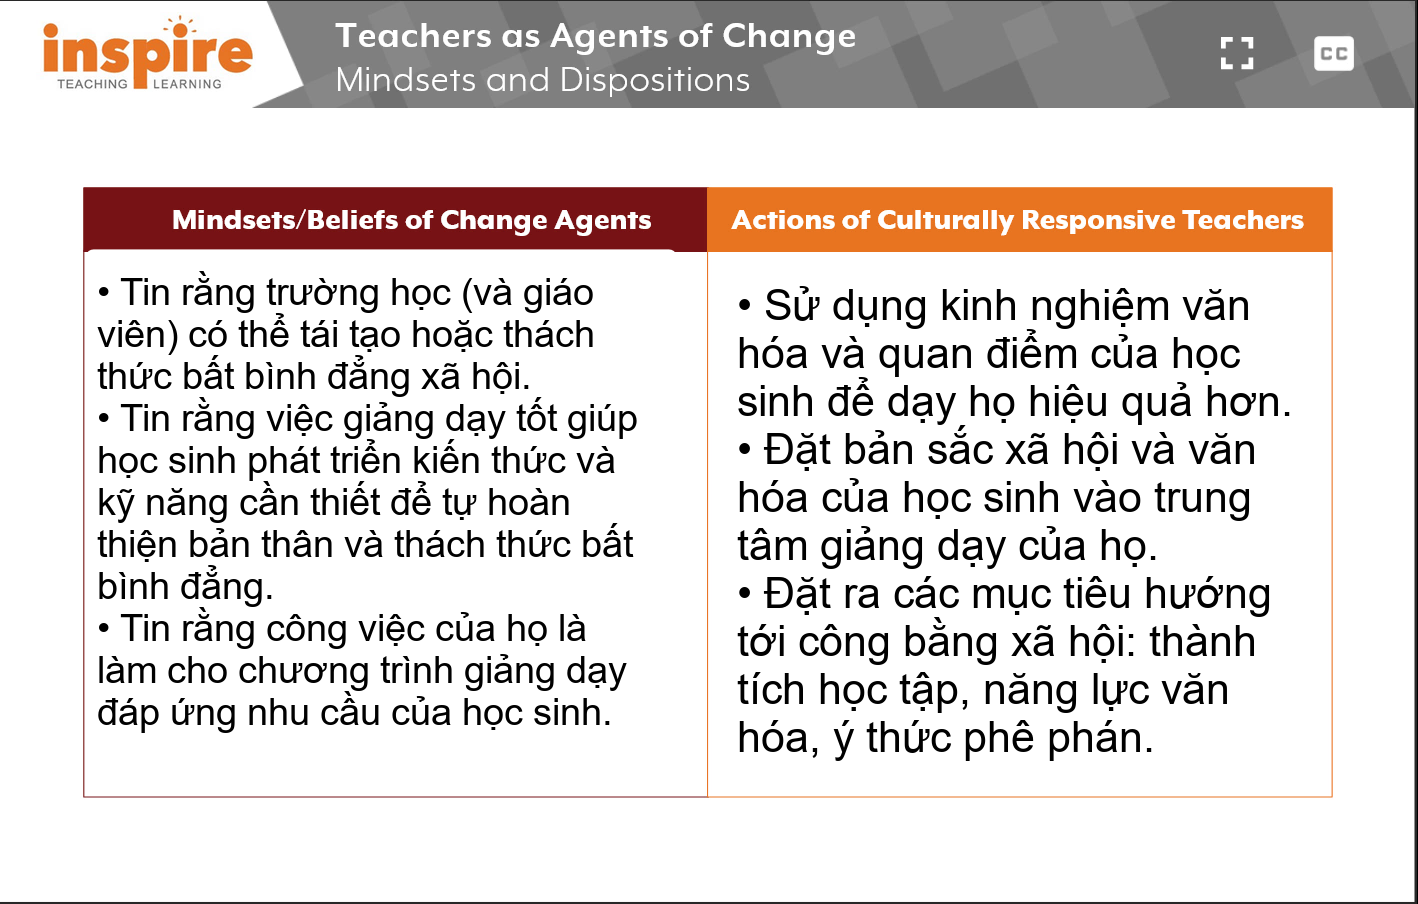 inspire
TEACHING LEARNING
Teachers as Agents of Change
Mindsets and Dispositions
CC
Mindsets/Beliefs of Change Agents
• Tin rằng trường học (và giáo
viên) có thể tái tạo hoặc thách
thức bất bình đẳng xã hội.
• Tin rằng việc giảng dạy tốt giúp
học sinh phát triển kiến thức và
kỹ năng cần thiết để tự hoàn
thiện bản thân và thách thức bất
bình đẳng.
• Tin rằng công việc của họ là
làm cho chương trình giảng dạy
đáp ứng nhu cầu của học sinh.
Actions of Culturally Responsive Teachers
• Sử dụng kinh nghiệm văn
hóa và quan điểm của học
sinh để dạy họ hiệu quả hơn.
• Đặt bản sắc xã hội và văn
hóa của học sinh vào trung
tâm giảng dạy của họ.
• Đặt ra các mục tiêu hướng
tới công bằng xã hội: thành
tích học tập, năng lực văn
hóa, ý thức phê phán.